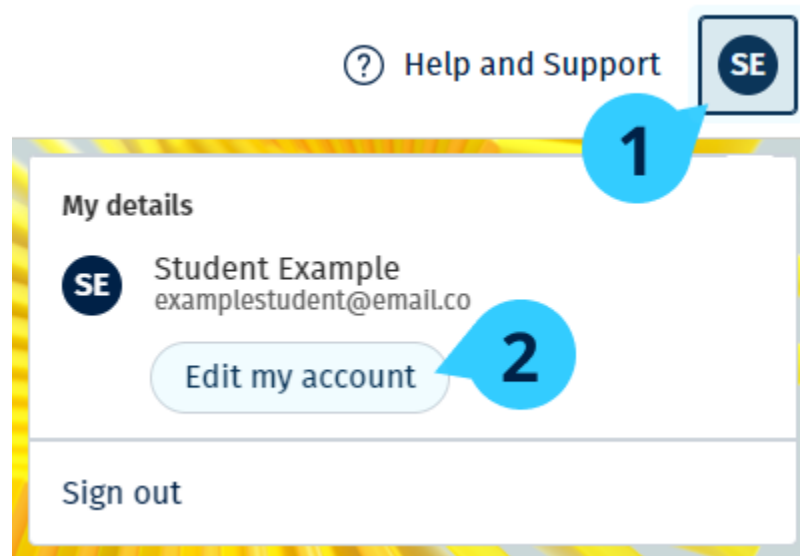 ? Help and Support SE
1
My details
SE Student Example
examplestudent@email.co
Edit my account 2
Sign out